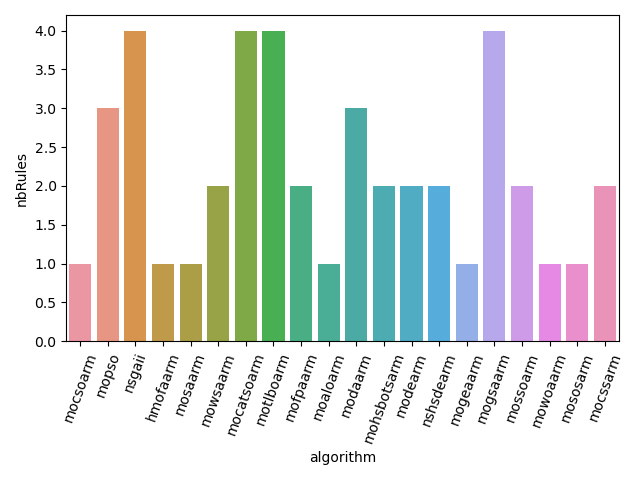 4.0
3.5
3.0
2.5
2.0
1.5
1.0
0.5
0.0
nbRules
mocsoarm
mopso
nsgaii
hmofaarm
mosaarm
mowsaarm
mocatsoarm
motlboarm
mofpaarm
moaloarm
modaarm
mohsbotsarm
modearm
nshsdearm
mogeaarm
mogsaarm
mossoarm
mowoaarm
mososarm
mocssarm
algorithm